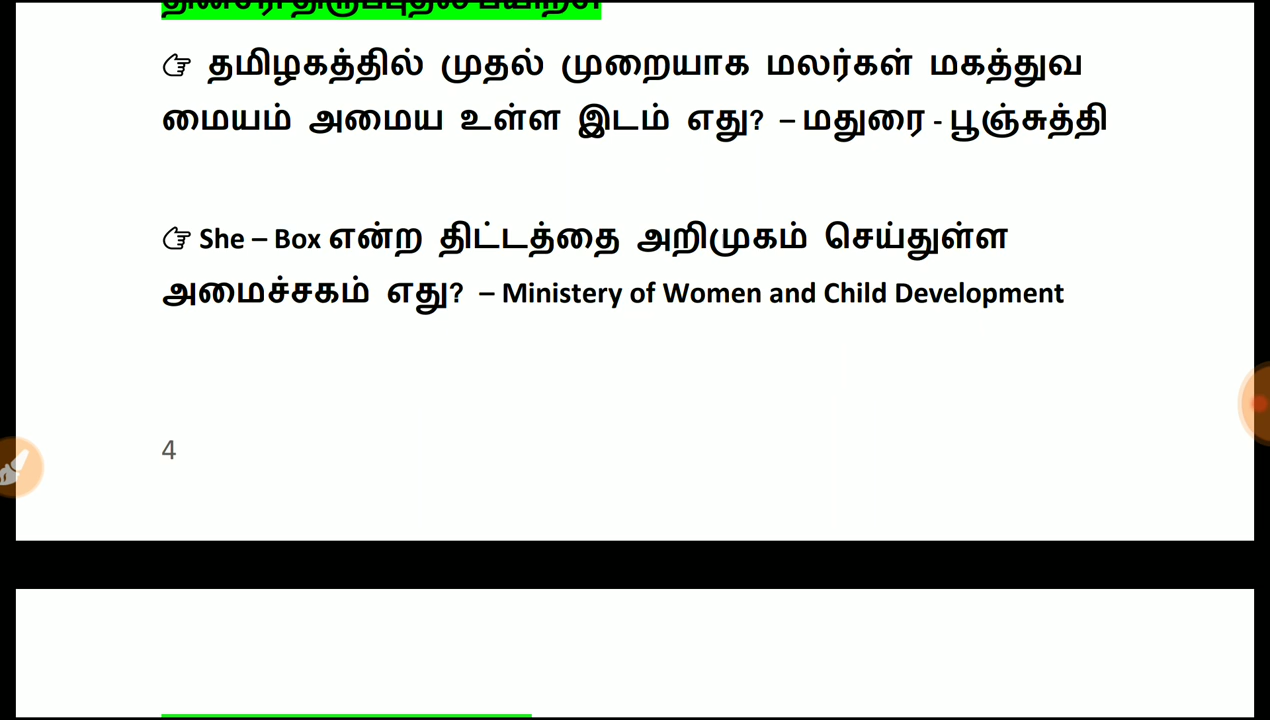 ☞ தமிழகத்தில் முதல் முறையாக மலர்கள் மகத்துவ
மையம் அமைய உள்ள இடம் எது? – மதுரை - பூஞ்சுத்தி
☞ She – Box என்ற திட்டத்தை அறிமுகம் செய்துள்ள
அமைச்சகம் எது? – Ministery of Women and Child Development
4